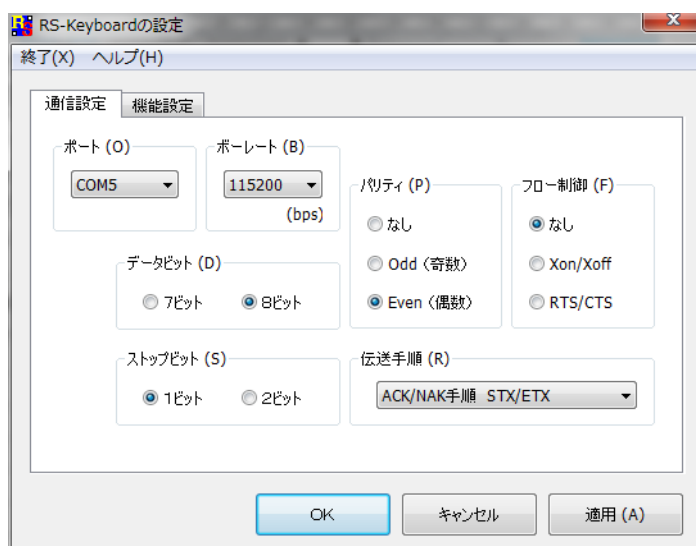 RS-Keyboardの設定
終了(X) ヘルプ(H)
通信設定 機能設定
ポート (O)
COM5
ボーレート (B)
115200
(bps)
パリティ (P)
なし
Odd (奇数)
Even (偶数)
フロー制御 (F)
なし
Xon/Xoff
RTS/CTS
データビット (D)
7ビット 8ビット
ストップビット (S)
1ビット 2ビット
伝送手順 (R)
ACK/NAK手順 STX/ETX
OK キャンセル 適用 (A)